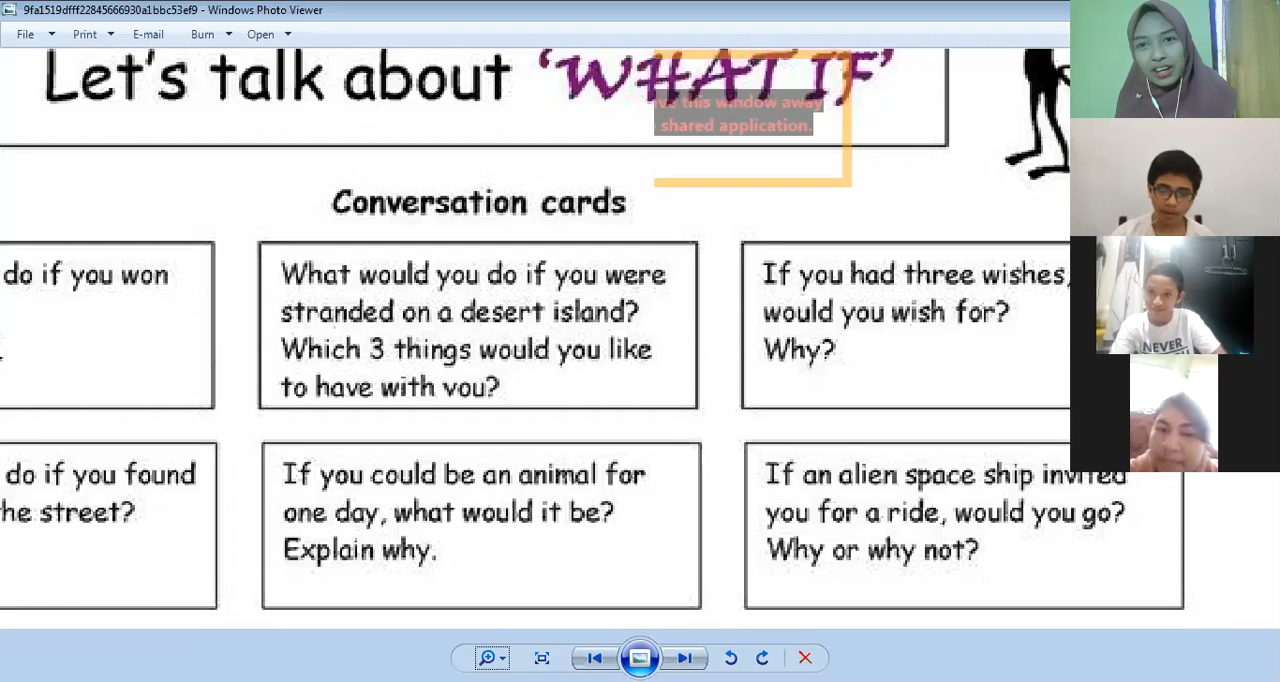 9fa1519dfff22845666930a1bbc53ef9 - Windows Photo Viewer
File Print E-mail Burn Open
Let's talk about 'WHAT IF'
ve this window away
shared application.
Conversation cards
do if you won
What would you do if you were
stranded on a desert island?
Which 3 things would you like
to have with you?
If you had three wishes,
would you wish for?
Why?
do if you found
he street?
If you could be an animal for
one day, what would it be?
Explain why.
If an alien space ship invited
you for a ride, would you go?
Why or why not?
NEVER